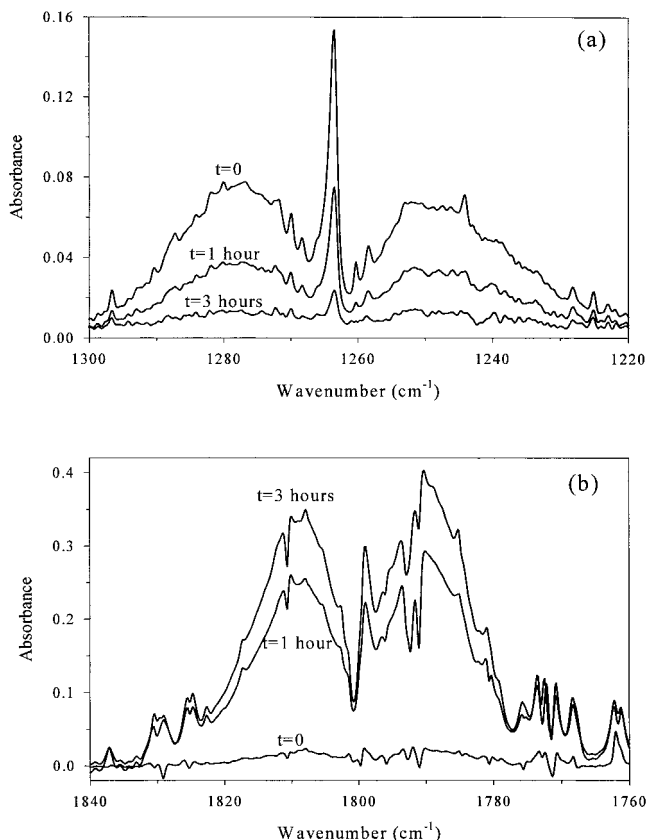 (a)
0.16
0.12
0.08
0.04
0.00
Absorbance
t=0
t=1 hour
t=3 hours
1300 1280 1260 1240 1220
Wavenumber (cm-1)
(b)
0.4
0.3
0.2
0.1
0.0
Absorbance
t=3 hours
t=1 hour
t=0
1840 1820 1800 1780 1760
Wavenumber (cm-1)